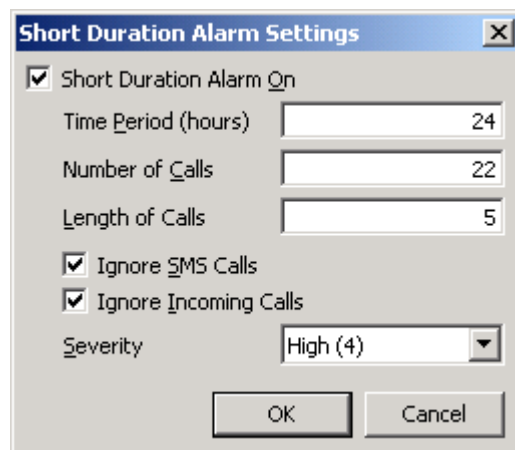 Short Duration Alarm Settings
Short Duration Alarm On
Time Period (hours) 24
Number of Calls 22
Length of Calls 5
Ignore SMS Calls
Ignore Incoming Calls
Severity High (4)
OK Cancel